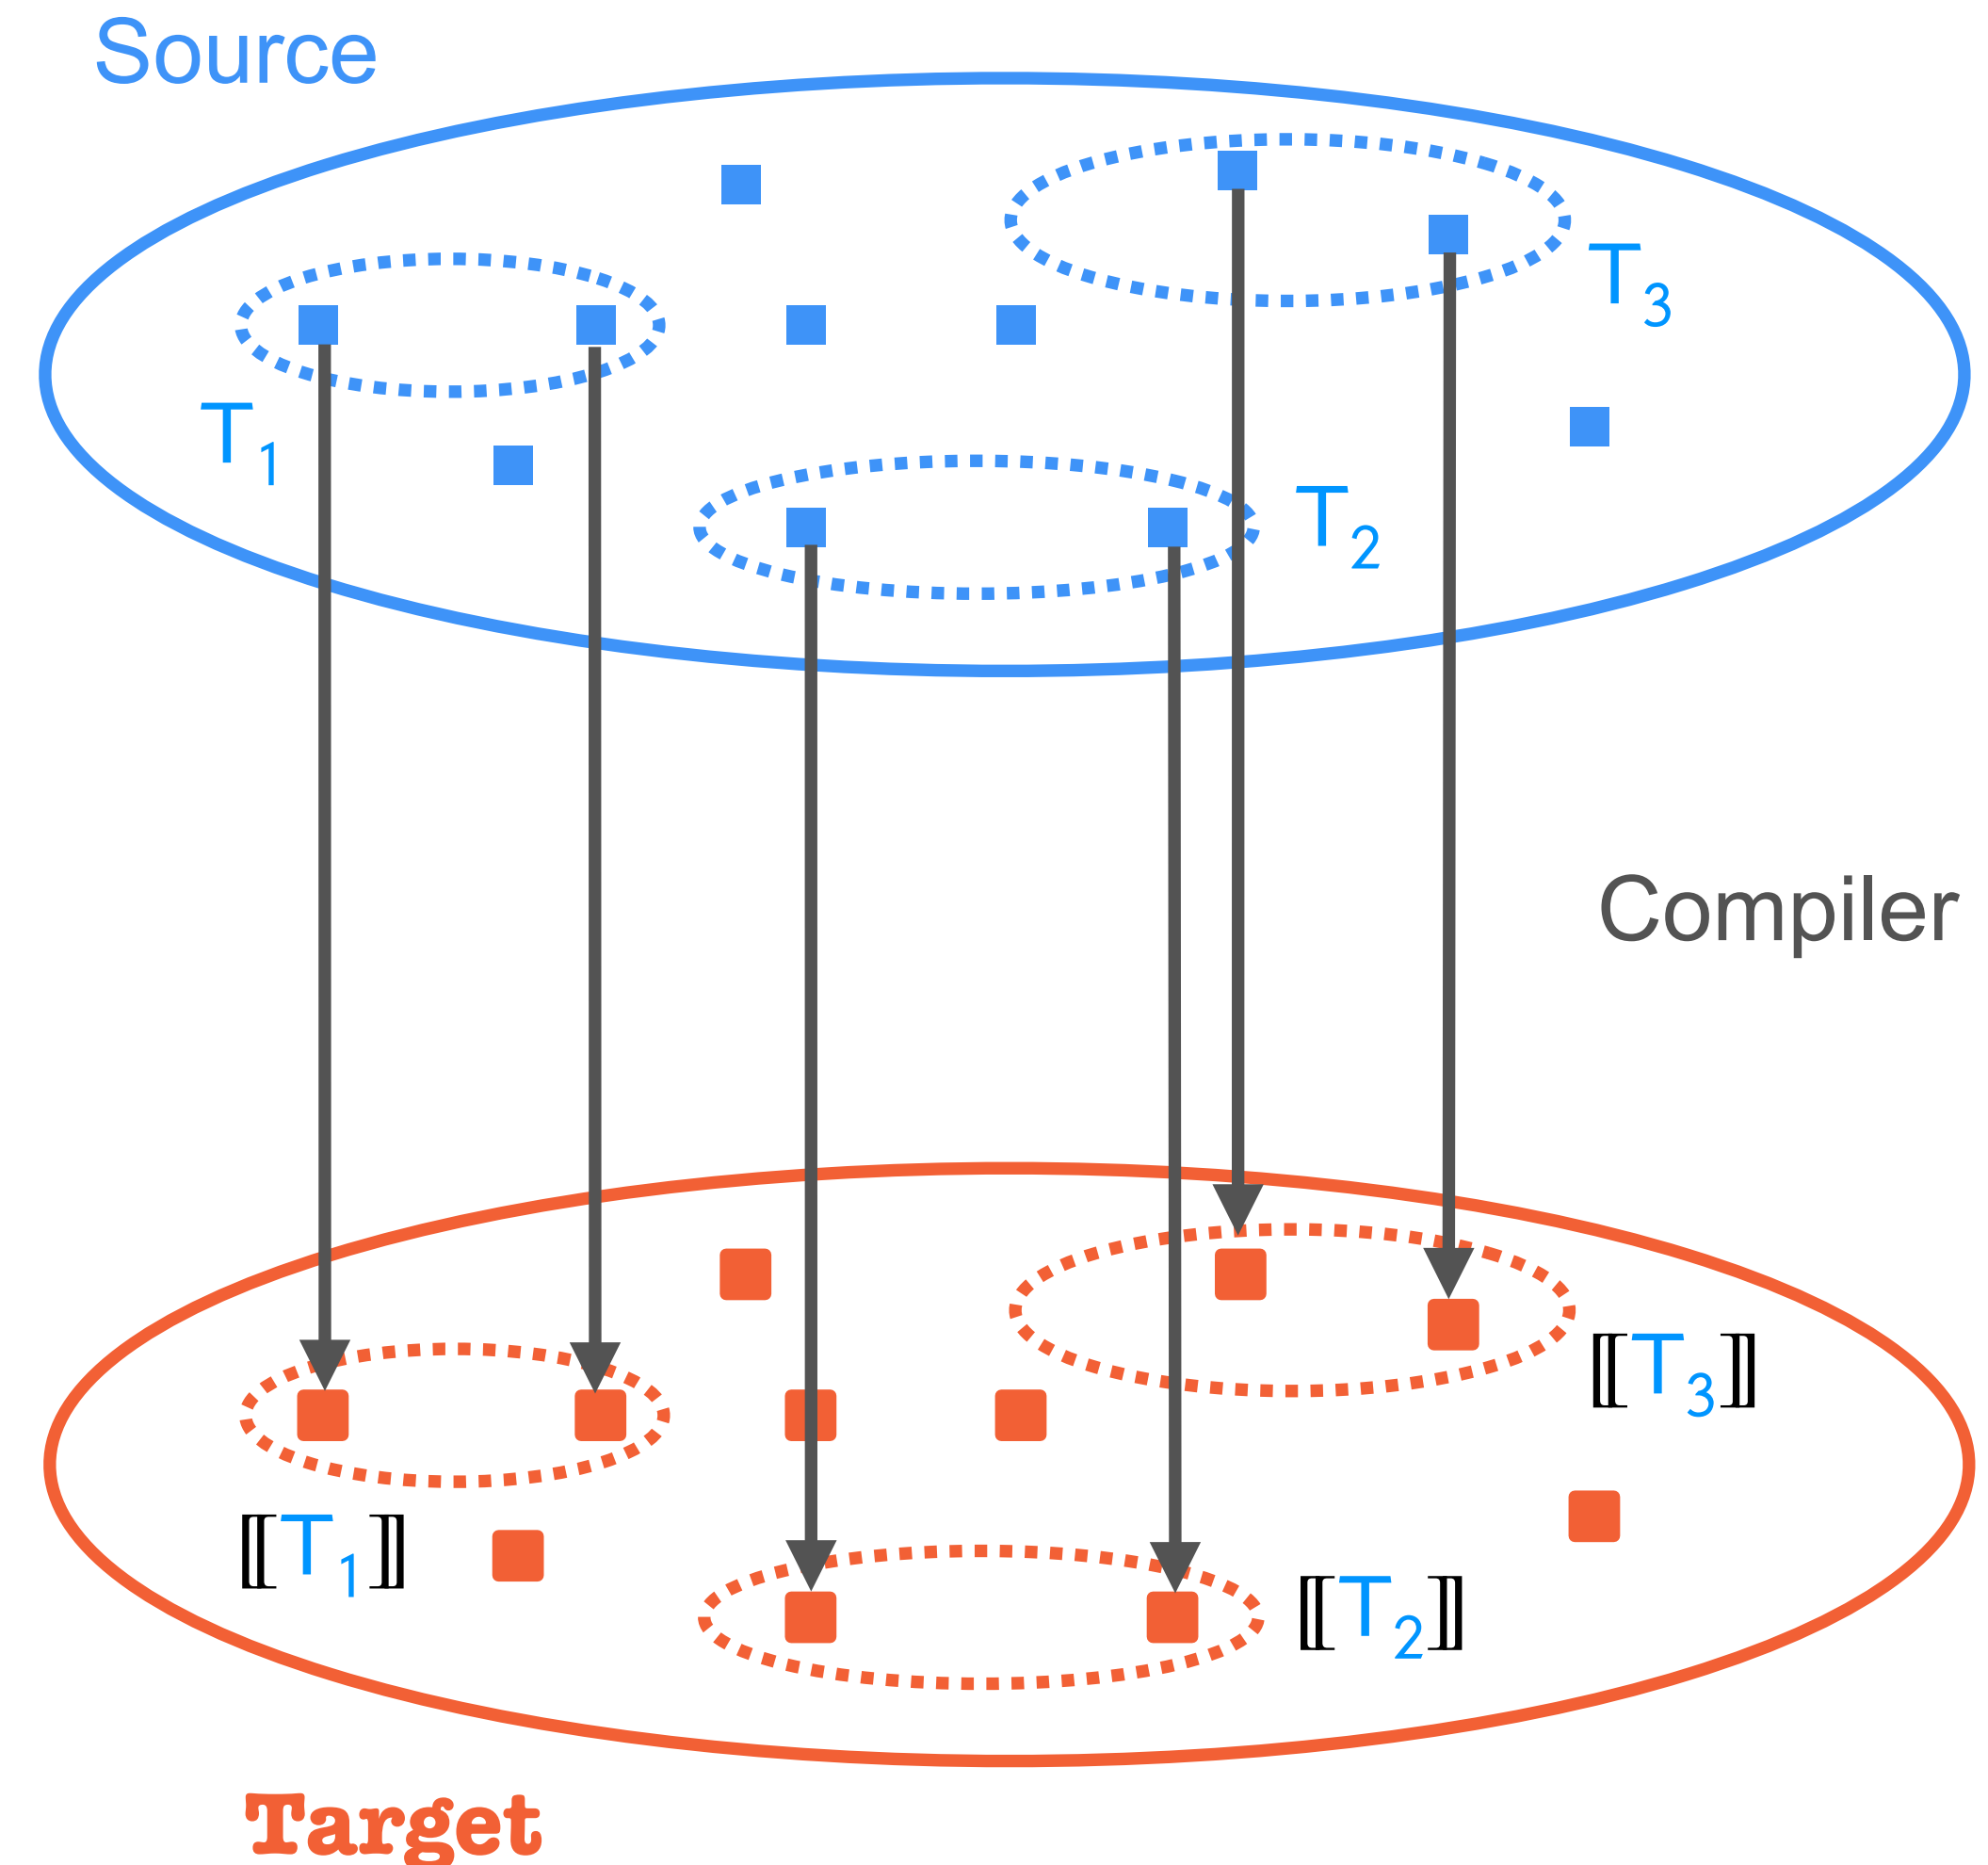 Source
T₃
T₁
T₂
Compiler
⟦T₃⟧
⟦T₁⟧
⟦T₂⟧
Target